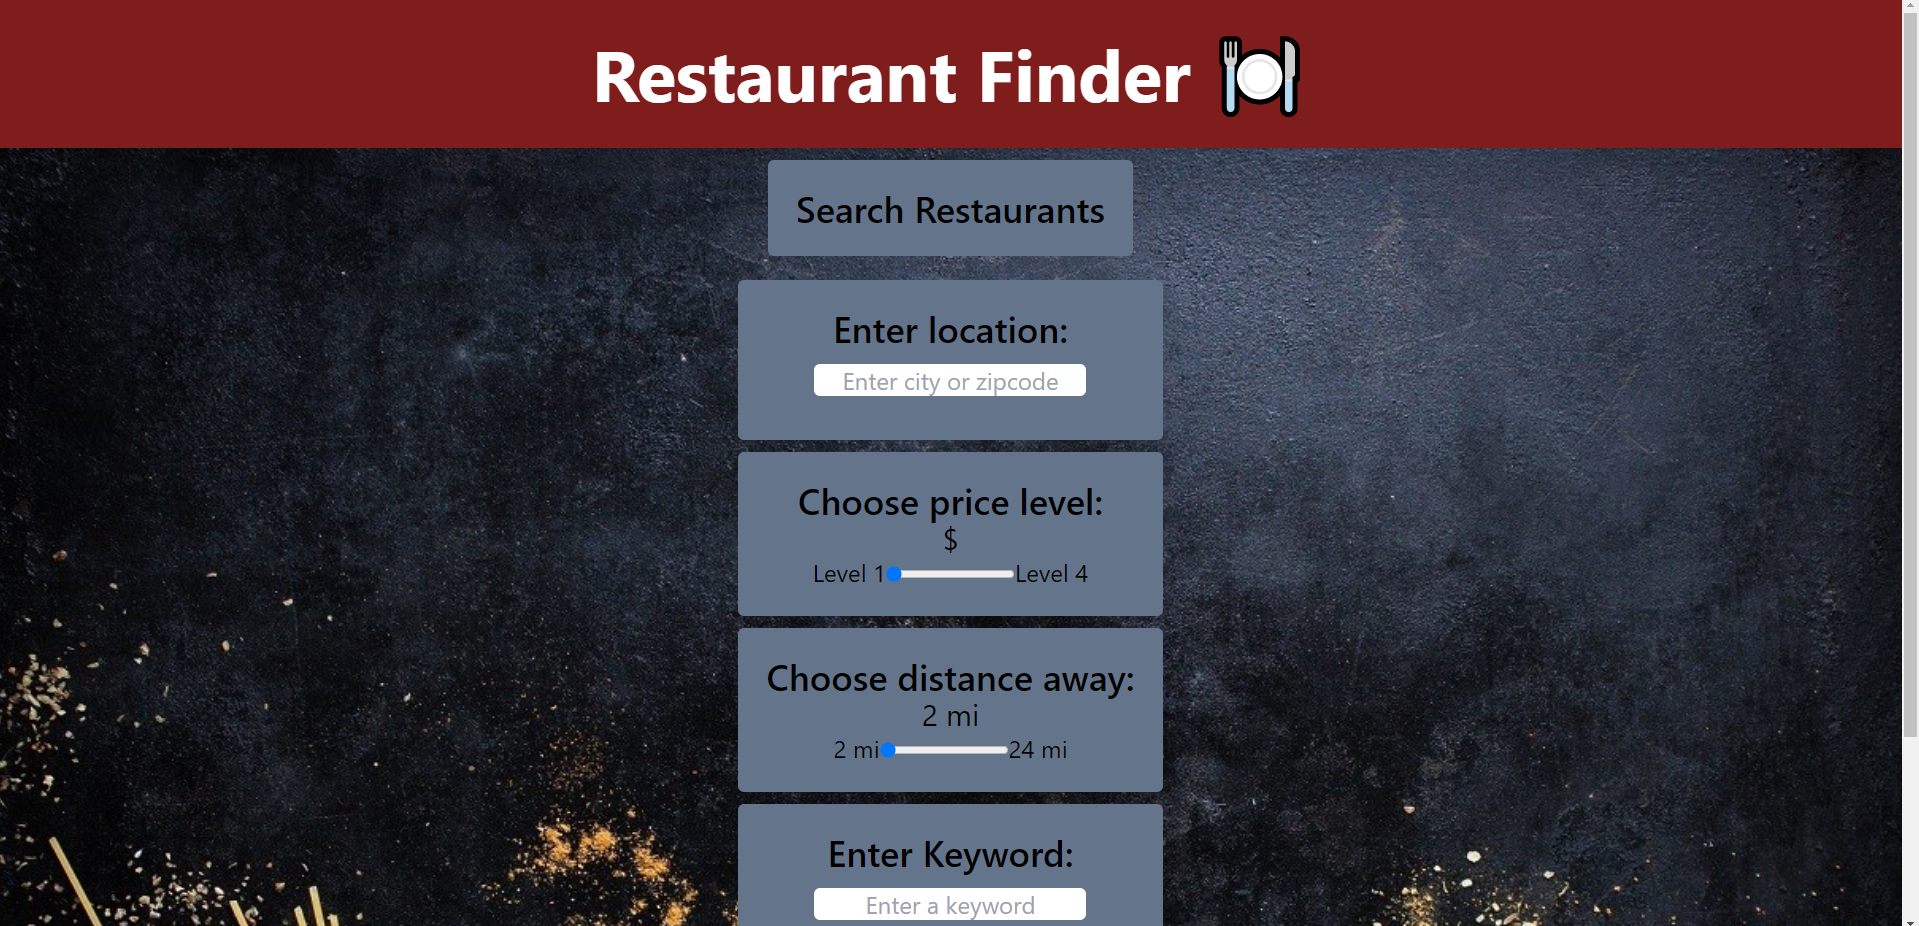 Restaurant Finder
Search Restaurants
Enter location:
Enter city or zipcode
Choose price level:
$
Level 1 Level 4
Choose distance away:
2 mi
2 mi 24 mi
Enter Keyword:
Enter a keyword